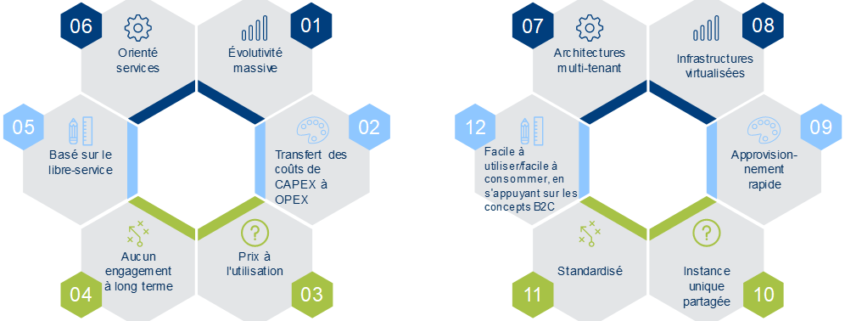 06
Orienté
services
Évolutivité
massive
01
05
Basé sur le
libre-service
Transfert des
coûts de
CAPEX à
OPEX
02
04
Aucun
engagement
à long terme
Prix à
l'utilisation
03
07
Architectures
multi-tenant
Infrastructures
virtualisées
08
12
Facile à
utiliser/facile à
consommer, en
s'appuyant sur les
concepts B2C
Approvision-
nement
rapide
09
11
Standardisé
Instance
unique
partagée
10